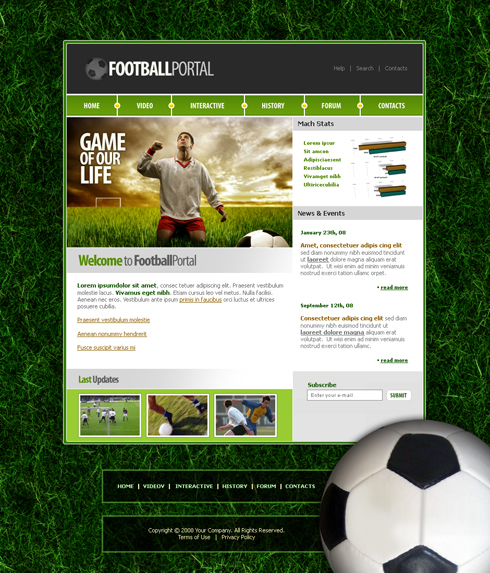 FOOTBALLPORTAL
Help | Search | Contacts
HOME VIDEO INTERACTIVE HISTORY FORUM CONTACTS
GAME
OF OUR
LIFE
Mach Stats
Lorem ipsur
Sit amcon
Adipisciaesent
Restiblacus
Vivamget nibh
Ultiricecubilia
News & Events
January 23th, 08
Amet, consectetuer adipis cing elit
sed diam nonummy nibh euismod tincidunt
ut laoreet dolore magna aliquam erat
volutpat. Ut wisi enim ad minim veniamus
nostrud exerci tation ullamc.
• read more
September 12th, 08
Consectetuer adipis cing elit sed diam
nonummy nibh euismod tincidunt ut
laoreet dolore magna aliquam erat
volutpat. Ut wisi enim ad minim veniamus
nostrud exerci tation ullamc.
• read more
Welcome to FootballPortal
Lorem ipsumdolor sit amet, consec tetuer adipiscing elit. Praesent vestibulum
molestie lacus. Vivamus eget nibh. Etiam cursus leo vel metus. Nulla facilisi.
Aenean nec eros. Vestibulum ante ipsum primis in faucibus orci luctus et ultrices
posuere cubilia.
Praesent vestibulum molestie
Aenean nonummy hendrerit
Fusce suscipit varius mi
Last Updates
Subscribe
Enter your e-mail
SUBMIT
HOME | VIDEOV | INTERACTIVE | HISTORY | FORUM | CONTACTS
Copyright © 2008 Your Company. All Rights Reserved.
Terms of Use | Privacy Policy